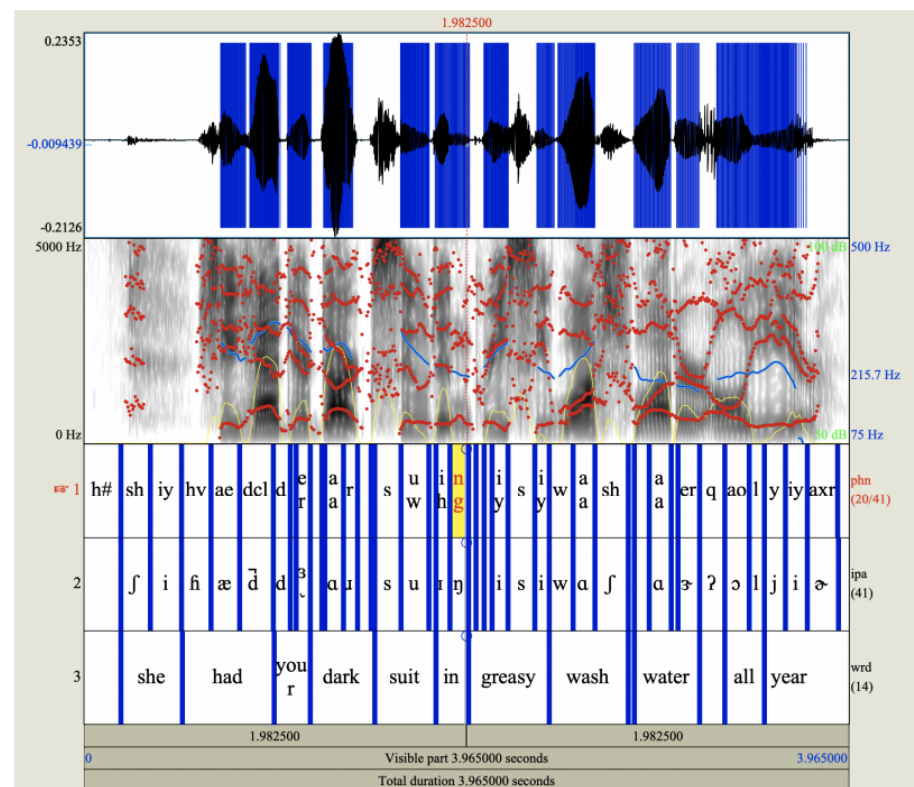 1.982500
0.2353
-0.009439
-0.2126
5000 Hz
100 dB 500 Hz
215.7 Hz
0 Hz
50 dB 75 Hz
1 h# sh iy hv ae dcl d er aa r s uw ih ng iy s iy w aa sh aa er q ao l y iy axr phn (20/41)
2 ʃ i ɦ æ d̚ d ɝ ɑ ɹ s u ɪ ŋ i s i w ɑ ʃ ɑ ɝ ʔ ɔ l j i ɚ ipa (41)
3 she had your dark suit in greasy wash water all year wrd (14)
1.982500 1.982500
0 Visible part 3.965000 seconds 3.965000
Total duration 3.965000 seconds